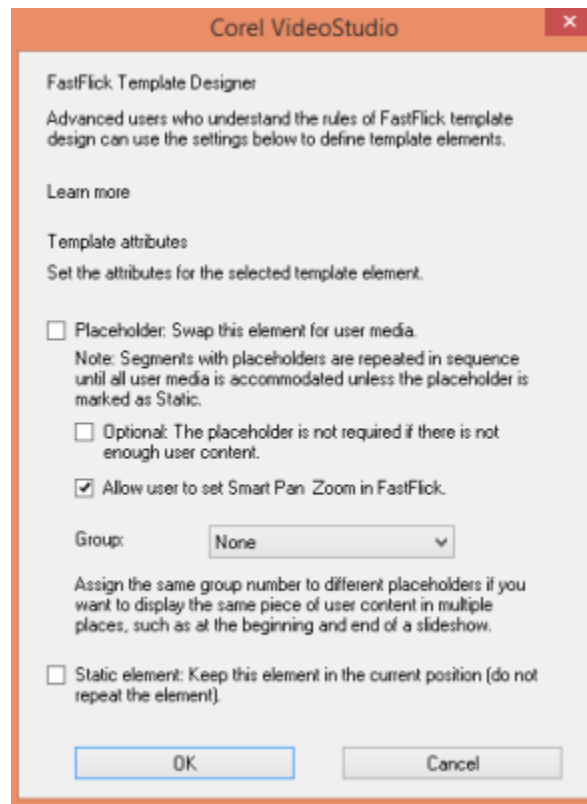 Corel VideoStudio
FastFlick Template Designer
Advanced users who understand the rules of FastFlick template
design can use the settings below to define template elements.
Learn more
Template attributes
Set the attributes for the selected template element.
Placeholder: Swap this element for user media.
Note: Segments with placeholders are repeated in sequence
until all user media is accommodated unless the placeholder is
marked as Static.
Optional: The placeholder is not required if there is not
enough user content.
Allow user to set Smart Pan Zoom in FastFlick.
Group: None
Assign the same group number to different placeholders if you
want to display the same piece of user content in multiple
places, such as at the beginning and end of a slideshow.
Static element: Keep this element in the current position (do not
repeat the element).
OK Cancel